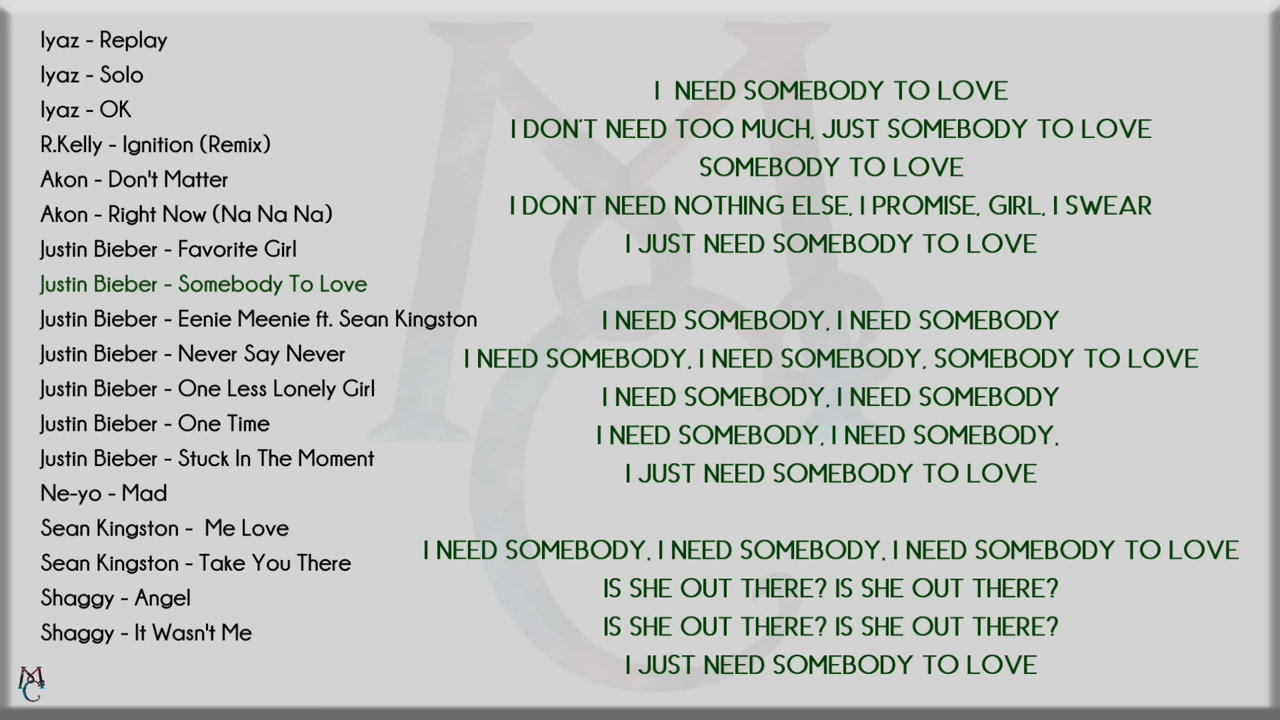 Iyaz - Replay
Iyaz - Solo
Iyaz - OK
R.Kelly - Ignition (Remix)
Akon - Don't Matter
Akon - Right Now (Na Na Na)
Justin Bieber - Favorite Girl
Justin Bieber - Somebody To Love
Justin Bieber - Eenie Meenie ft. Sean Kingston
Justin Bieber - Never Say Never
Justin Bieber - One Less Lonely Girl
Justin Bieber - One Time
Justin Bieber - Stuck In The Moment
Ne-yo - Mad
Sean Kingston -  Me Love
Sean Kingston - Take You There
Shaggy - Angel
Shaggy - It Wasn't Me
I  NEED SOMEBODY TO LOVE
I DON'T NEED TOO MUCH, JUST SOMEBODY TO LOVE
SOMEBODY TO LOVE
I DON'T NEED NOTHING ELSE, I PROMISE, GIRL, I SWEAR
I JUST NEED SOMEBODY TO LOVE
I NEED SOMEBODY, I NEED SOMEBODY
I NEED SOMEBODY, I NEED SOMEBODY, SOMEBODY TO LOVE
I NEED SOMEBODY, I NEED SOMEBODY
I NEED SOMEBODY, I NEED SOMEBODY,
I JUST NEED SOMEBODY TO LOVE
I NEED SOMEBODY, I NEED SOMEBODY, I NEED SOMEBODY TO LOVE
IS SHE OUT THERE? IS SHE OUT THERE?
IS SHE OUT THERE? IS SHE OUT THERE?
I JUST NEED SOMEBODY TO LOVE
MC